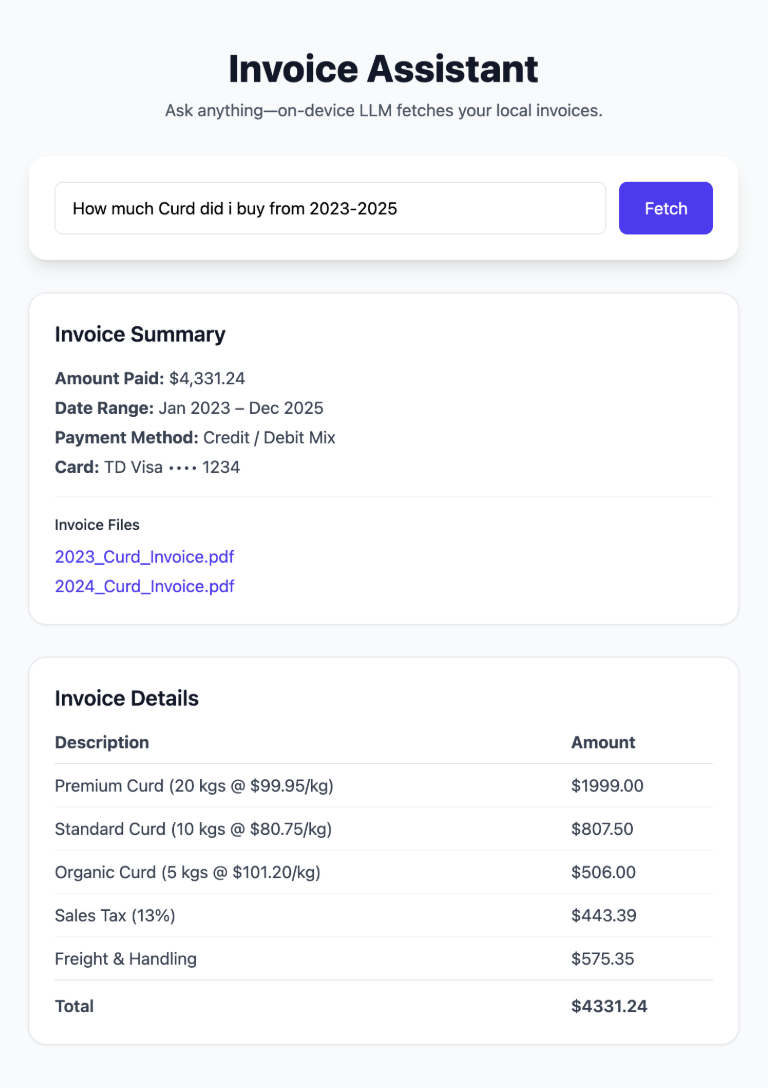 Invoice Assistant
Ask anything—on-device LLM fetches your local invoices.
How much Curd did i buy from 2023-2025
Fetch
Invoice Summary
Amount Paid: $4,331.24
Date Range: Jan 2023 – Dec 2025
Payment Method: Credit / Debit Mix
Card: TD Visa •••• 1234
Invoice Files
2023_Curd_Invoice.pdf
2024_Curd_Invoice.pdf
Invoice Details
Description Amount
Premium Curd (20 kgs @ $99.95/kg) $1999.00
Standard Curd (10 kgs @ $80.75/kg) $807.50
Organic Curd (5 kgs @ $101.20/kg) $506.00
Sales Tax (13%) $443.39
Freight & Handling $575.35
Total $4331.24